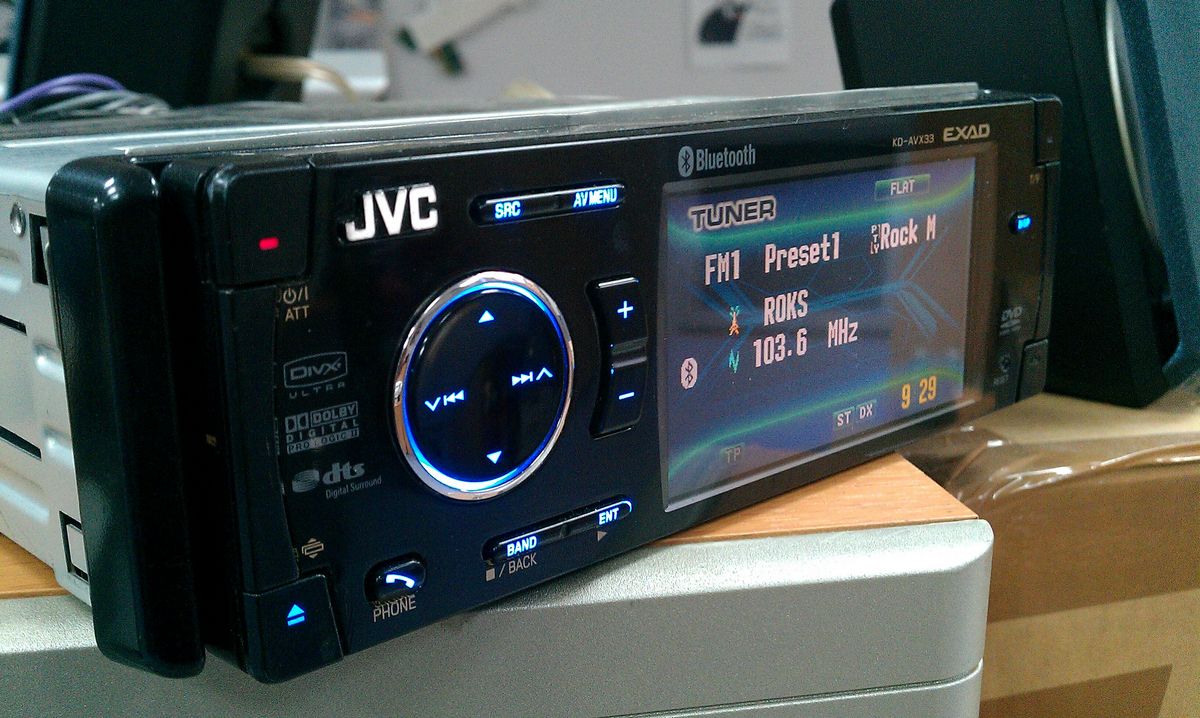 KD-AVX33 EXAD
Bluetooth
JVC
SRC AV MENU
TUNER
FLAT
FM1 Preset1
PTY Rock M
ROKS
103.6 MHz
ST DX
9 29
TP
/I
ATT
+
-
DIVX
ULTRA
DOLBY
DIGITAL
PRO LOGIC II
dts
Digital Surround
BAND
ENT
/ BACK
PHONE
DVD